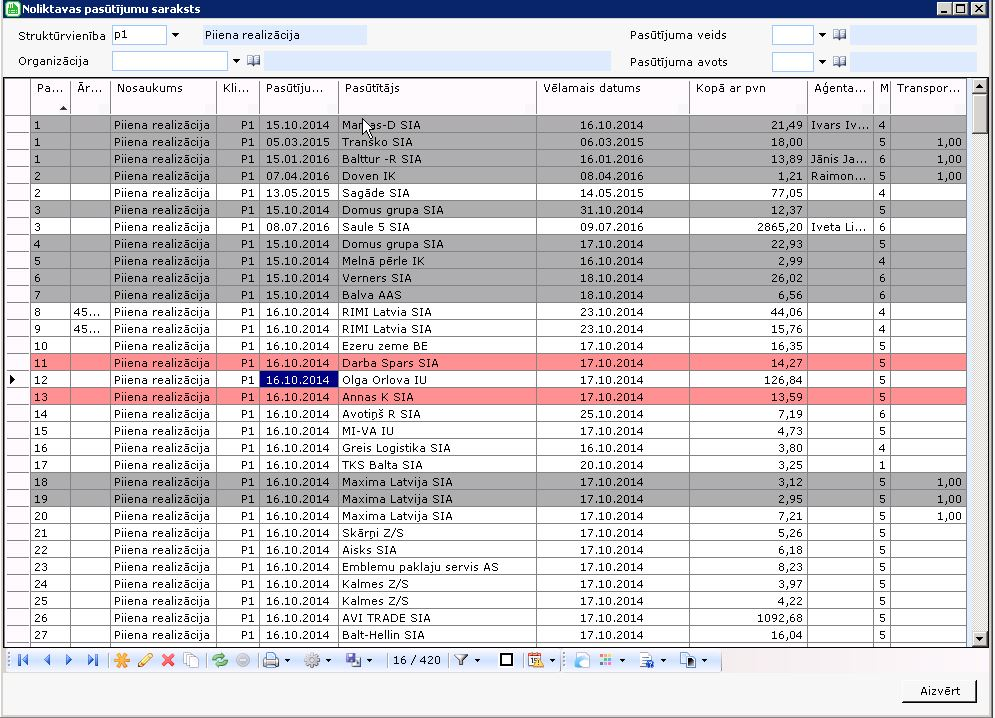 Noliktavas pasūtījumu saraksts
Struktūrvienība p1 Piiena realizācija Pasūtījuma veids
Organizācija Pasūtījuma avots
Pa... Ār... Nosaukums Kli... Pasūtīju... Pasūtītājs Vēlamais datums Kopā ar pvn Aģenta... M Transpor...
1 Piiena realizācija P1 15.10.2014 SIA 16.10.2014 21,49 Ivars Iv... 4
1 Piiena realizācija P1 05.03.2015 Transko SIA 06.03.2015 18,00 5 1,00
1 Piiena realizācija P1 15.01.2016 Balttur -R SIA 16.01.2016 13,89 Jānis Ja... 6 1,00
2 Piiena realizācija P1 07.04.2016 Doven IK 08.04.2016 1,21 Raimon... 5 1,00
2 Piiena realizācija P1 13.05.2015 Sagāde SIA 14.05.2015 77,05 4
3 Piiena realizācija P1 15.10.2014 Domus grupa SIA 31.10.2014 12,37 5
3 Piiena realizācija P1 08.07.2016 Saule 5 SIA 09.07.2016 2865,20 Iveta Li... 6
4 Piiena realizācija P1 15.10.2014 Domus grupa SIA 17.10.2014 22,93 5
5 Piiena realizācija P1 15.10.2014 Melnā pērle IK 16.10.2014 2,99 4
6 Piiena realizācija P1 15.10.2014 Verners SIA 18.10.2014 26,02 6
7 Piiena realizācija P1 15.10.2014 Balva AAS 18.10.2014 6,56 6
8 45... Piiena realizācija P1 16.10.2014 RIMI Latvia SIA 23.10.2014 44,06 4
9 45... Piiena realizācija P1 16.10.2014 RIMI Latvia SIA 23.10.2014 15,76 4
10 Piiena realizācija P1 16.10.2014 Ezeru zeme BE 17.10.2014 16,35 5
11 Piiena realizācija P1 16.10.2014 Darba Spars SIA 17.10.2014 14,27 5
12 Piiena realizācija P1 16.10.2014 Olga Orlova IU 17.10.2014 126,84 5
13 Piiena realizācija P1 16.10.2014 Annas K SIA 17.10.2014 13,59 5
14 Piiena realizācija P1 16.10.2014 Avotiņš R SIA 25.10.2014 7,19 6
15 Piiena realizācija P1 16.10.2014 MI-VA IU 17.10.2014 4,73 5
16 Piiena realizācija P1 16.10.2014 Greis Logistika SIA 16.10.2014 3,80 4
17 Piiena realizācija P1 16.10.2014 TKS Balta SIA 20.10.2014 3,25 1
18 Piiena realizācija P1 16.10.2014 Maxima Latvija SIA 17.10.2014 3,12 5 1,00
19 Piiena realizācija P1 16.10.2014 Maxima Latvija SIA 17.10.2014 2,95 5 1,00
20 Piiena realizācija P1 16.10.2014 Maxima Latvija SIA 17.10.2014 7,21 5 1,00
21 Piiena realizācija P1 16.10.2014 Skārņi Z/S 17.10.2014 5,26 5
22 Piiena realizācija P1 16.10.2014 Aisks SIA 17.10.2014 6,18 5
23 Piiena realizācija P1 16.10.2014 Emblemu paklaju servis AS 17.10.2014 8,23 5
24 Piiena realizācija P1 16.10.2014 Kalmes Z/S 17.10.2014 3,97 5
25 Piiena realizācija P1 16.10.2014 Kalmes Z/S 17.10.2014 4,22 5
26 Piiena realizācija P1 16.10.2014 AVI TRADE SIA 17.10.2014 1092,68 5
27 Piiena realizācija P1 16.10.2014 Balt-Hellin SIA 17.10.2014 16,04 5
16 / 420
Aizvērt